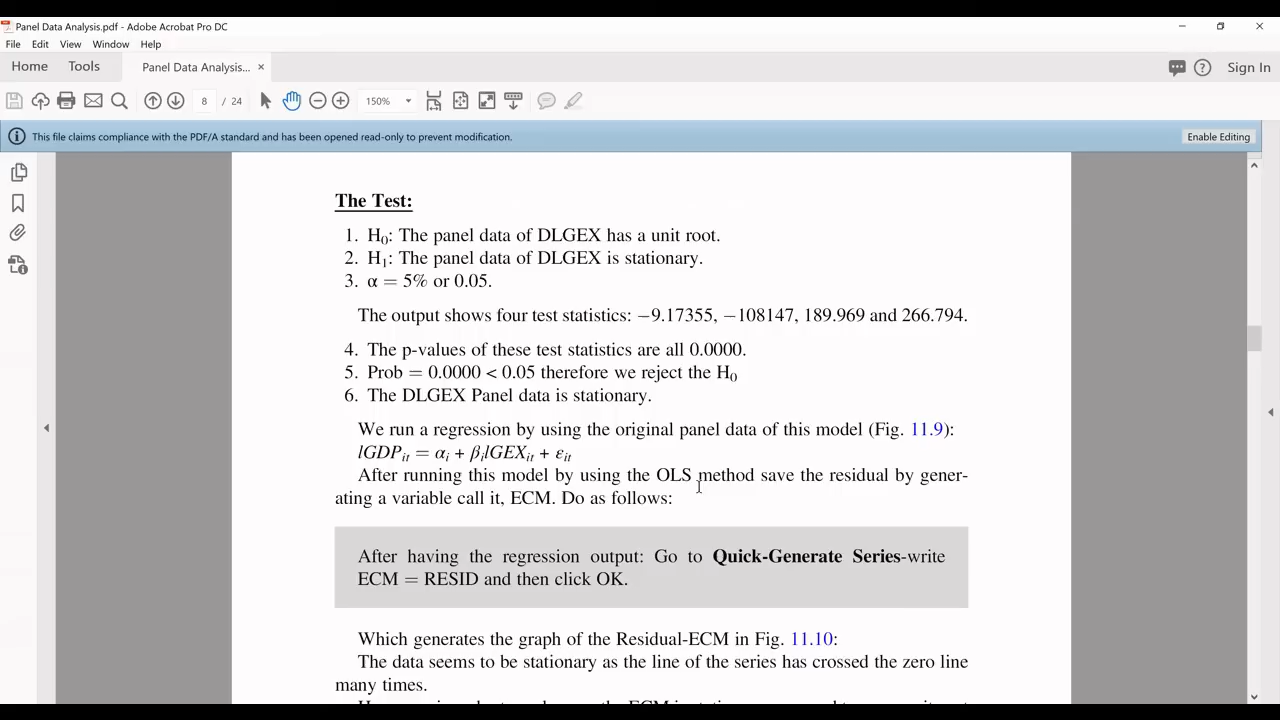 Panel Data Analysis.pdf - Adobe Acrobat Pro DC
File Edit View Window Help
Home Tools Panel Data Analysis... × Sign In
8 / 24 150%
This file claims compliance with the PDF/A standard and has been opened read-only to prevent modification. Enable Editing
The Test:
1. H₀: The panel data of DLGEX has a unit root.
2. H₁: The panel data of DLGEX is stationary.
3. α = 5% or 0.05.
The output shows four test statistics: −9.17355, −108147, 189.969 and 266.794.
4. The p-values of these test statistics are all 0.0000.
5. Prob = 0.0000 < 0.05 therefore we reject the H₀
6. The DLGEX Panel data is stationary.
We run a regression by using the original panel data of this model (Fig. 11.9):
lGDPᵢₜ = αᵢ + βᵢlGEXᵢₜ + εᵢₜ
After running this model by using the OLS method save the residual by gener-
ating a variable call it, ECM. Do as follows:
After having the regression output: Go to Quick-Generate Series-write
ECM = RESID and then click OK.
Which generates the graph of the Residual-ECM in Fig. 11.10:
The data seems to be stationary as the line of the series has crossed the zero line
many times.